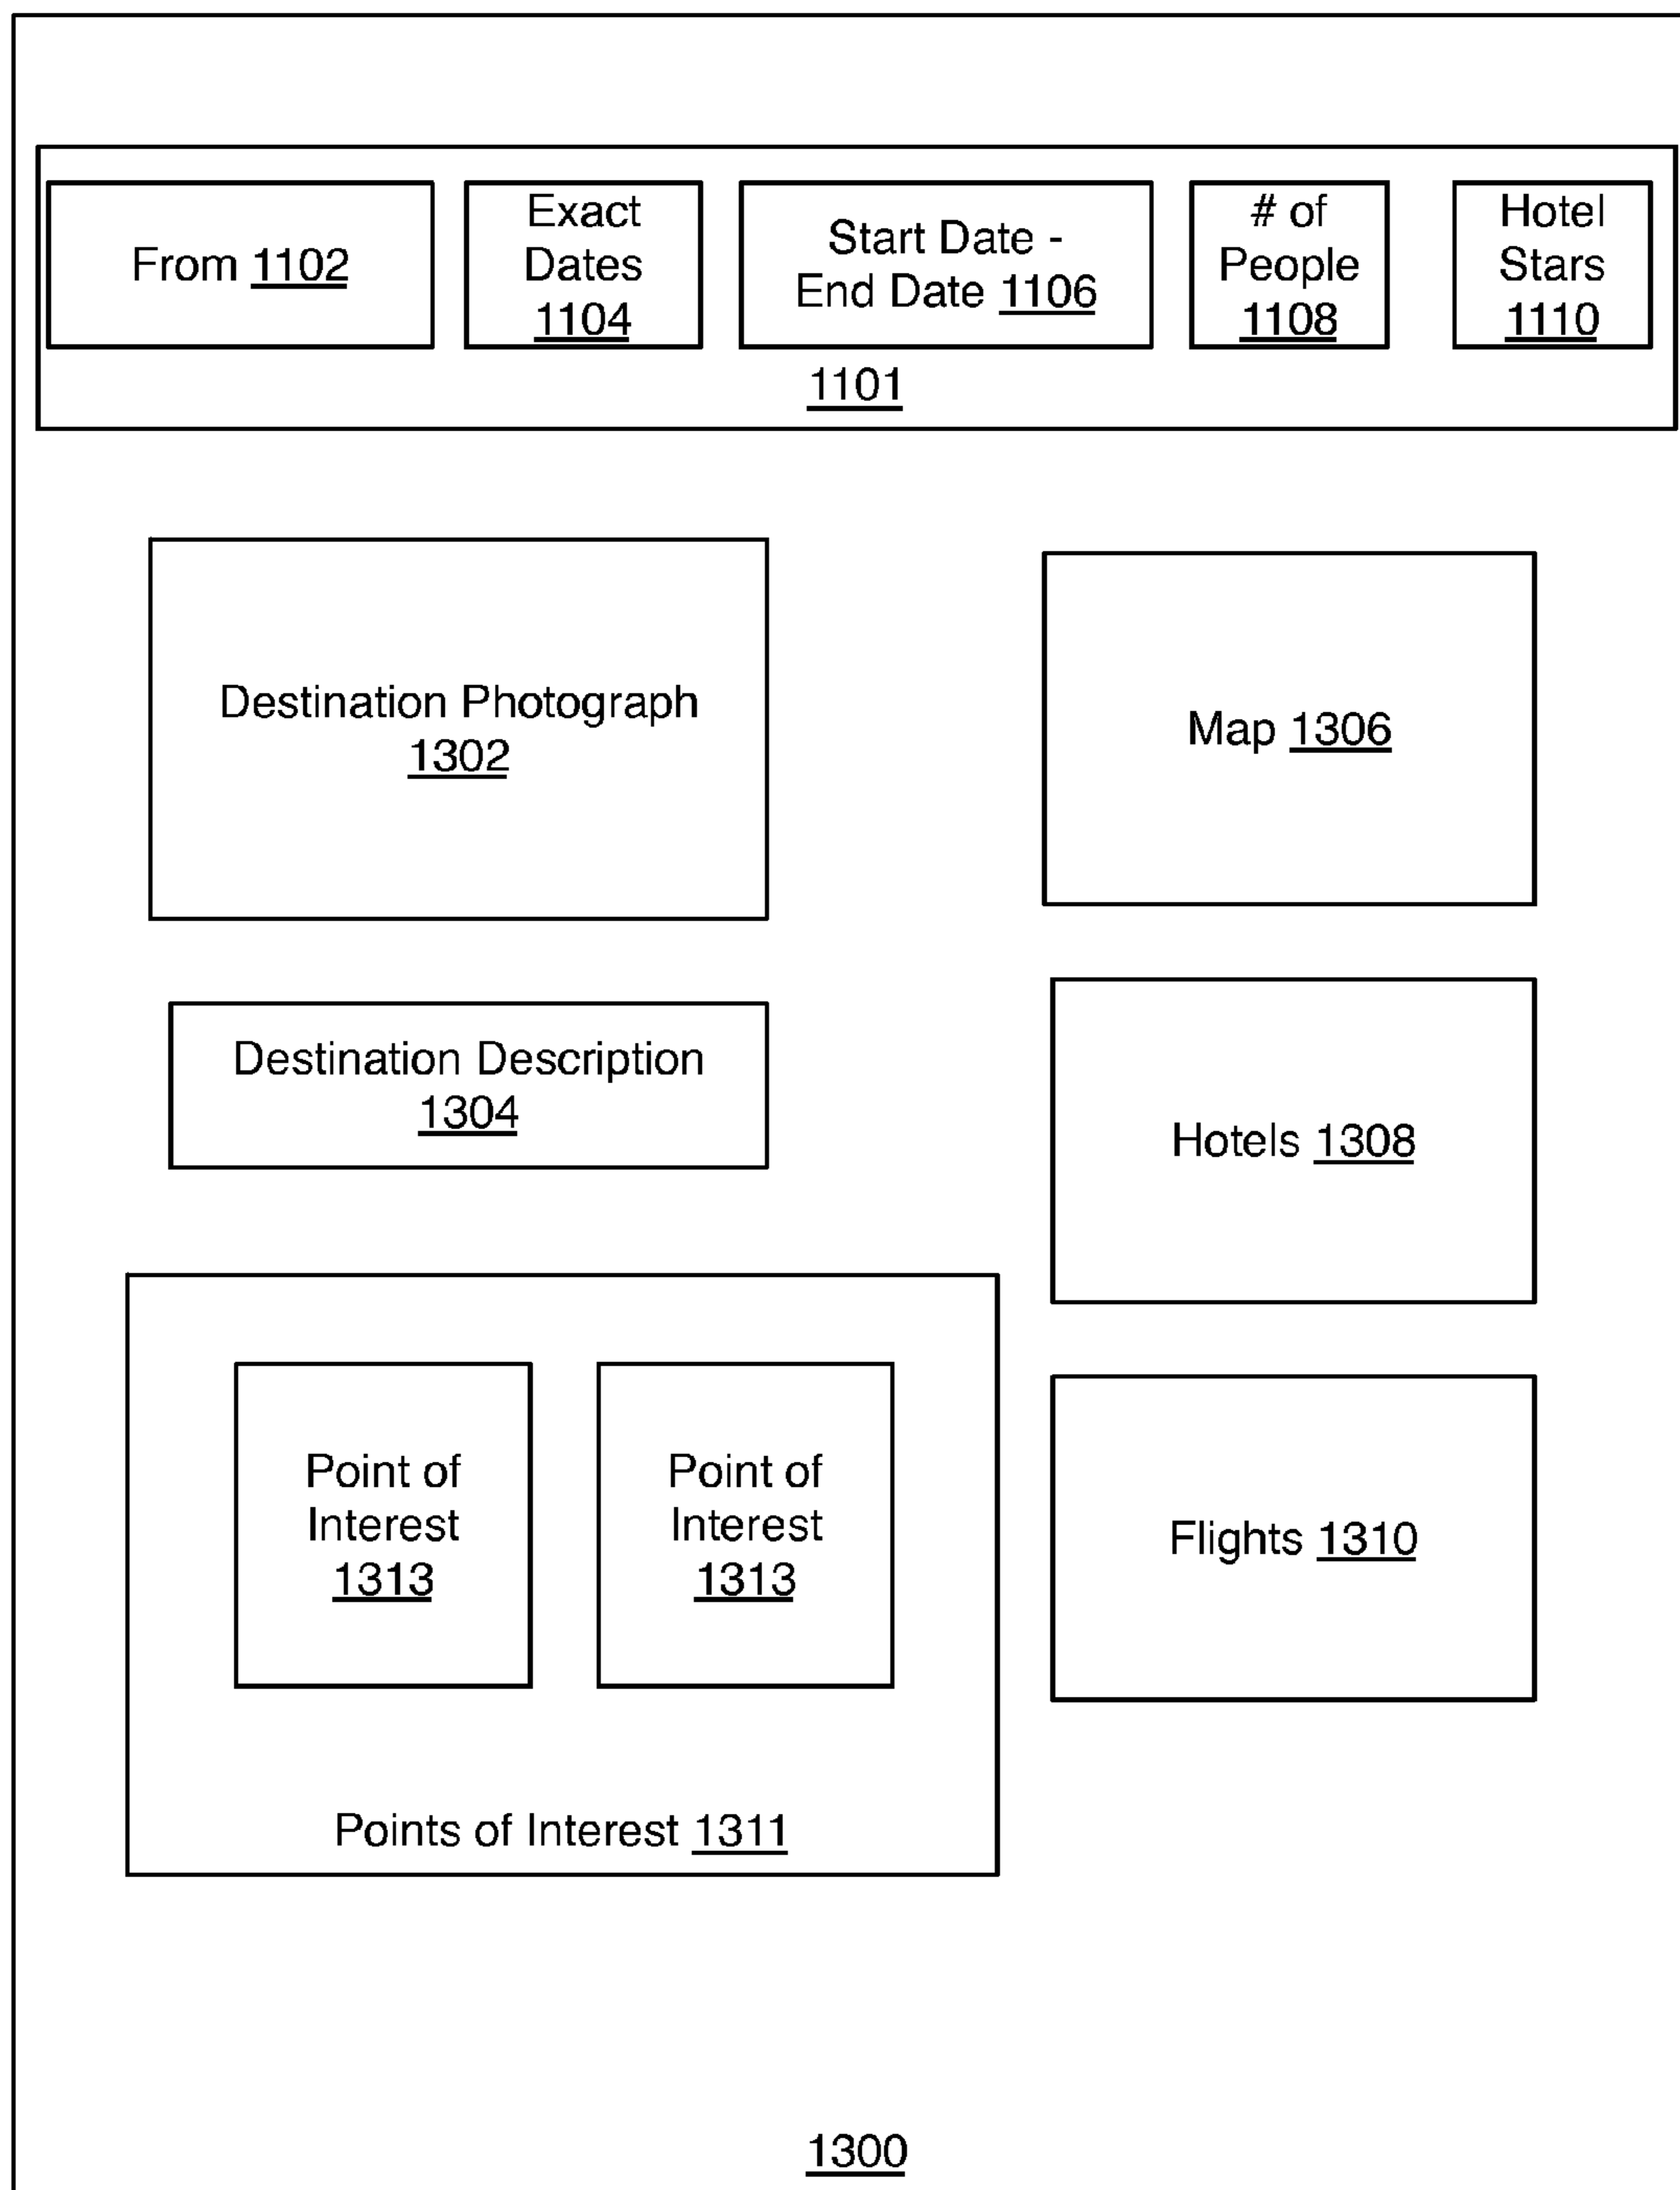 From 1102
Exact
Dates
1104
Start Date -
End Date 1106
# of
People
1108
Hotel
Stars
1110
1101
Destination Photograph
1302
Map 1306
Destination Description
1304
Hotels 1308
Point of
Interest
1313
Point of
Interest
1313
Flights 1310
Points of Interest 1311
1300